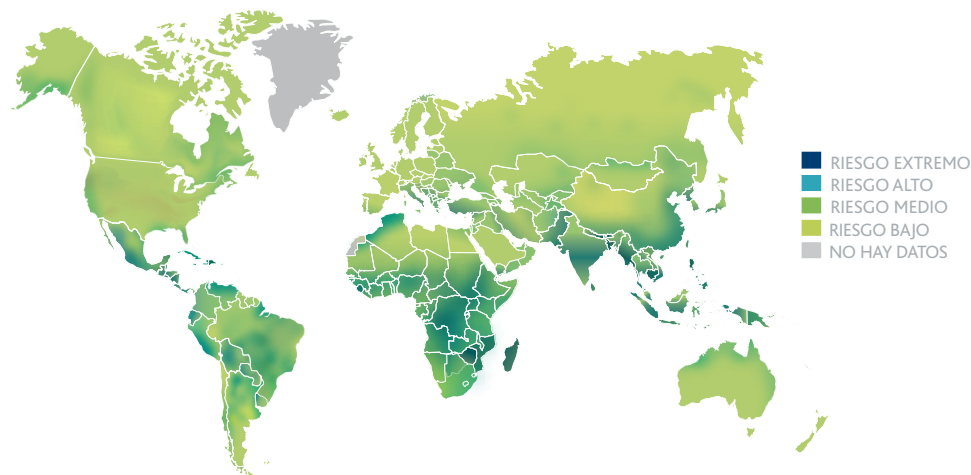 RIESGO EXTREMO
RIESGO ALTO
RIESGO MEDIO
RIESGO BAJO
NO HAY DATOS